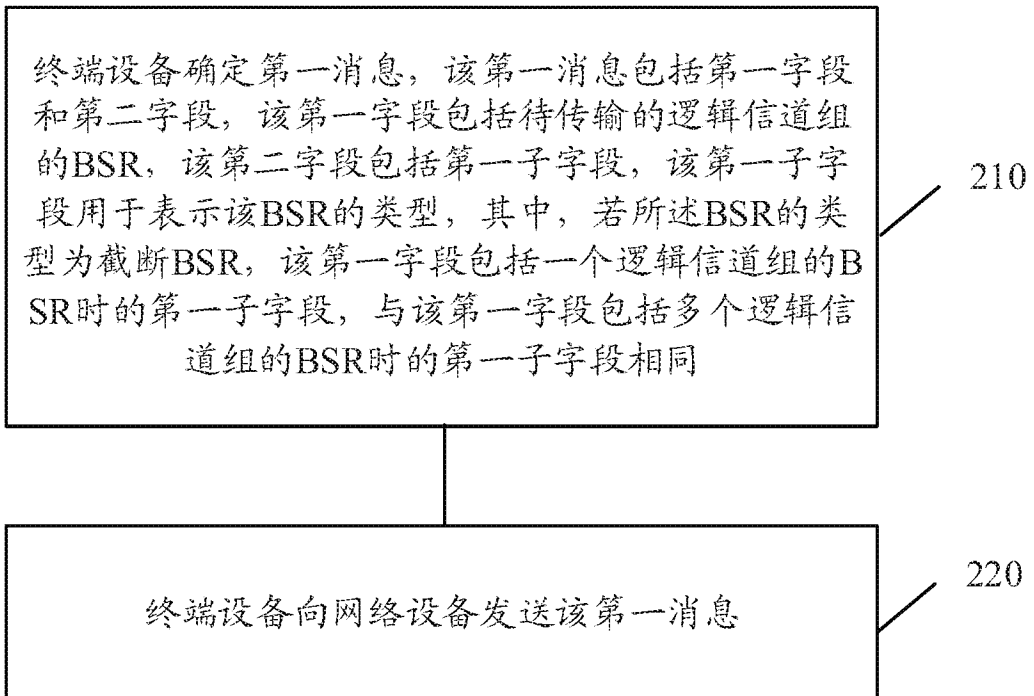 终端设备确定第一消息，该第一消息包括第一字段
和第二字段，该第一字段包括待传输的逻辑信道组
的BSR，该第二字段包括第一子字段，该第一子字
段用于表示该BSR的类型，其中，若所述BSR的类
型为截断BSR，该第一字段包括一个逻辑信道组的B
SR时的第一子字段，与该第一字段包括多个逻辑信
道组的BSR时的第一子字段相同
210
终端设备向网络设备发送该第一消息
220